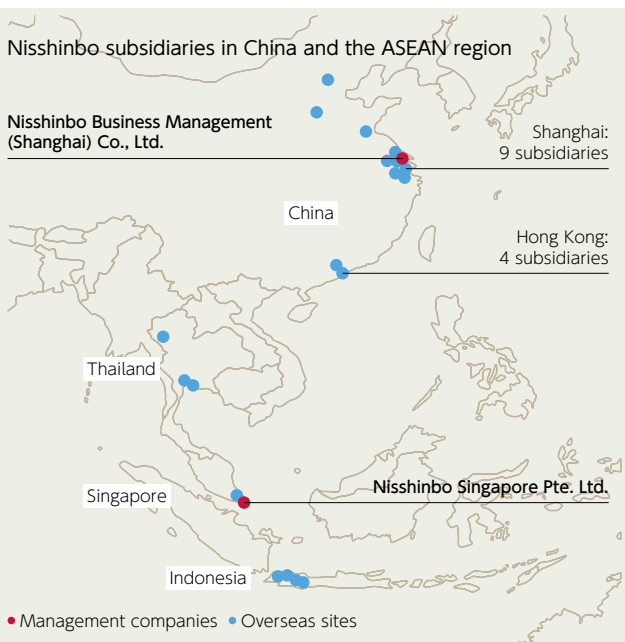 Nisshinbo subsidiaries in China and the ASEAN region
Nisshinbo Business Management
(Shanghai) Co., Ltd.
Shanghai:
9 subsidiaries
China
Hong Kong:
4 subsidiaries
Thailand
Singapore
Nisshinbo Singapore Pte. Ltd.
Indonesia
Management companies
Overseas sites